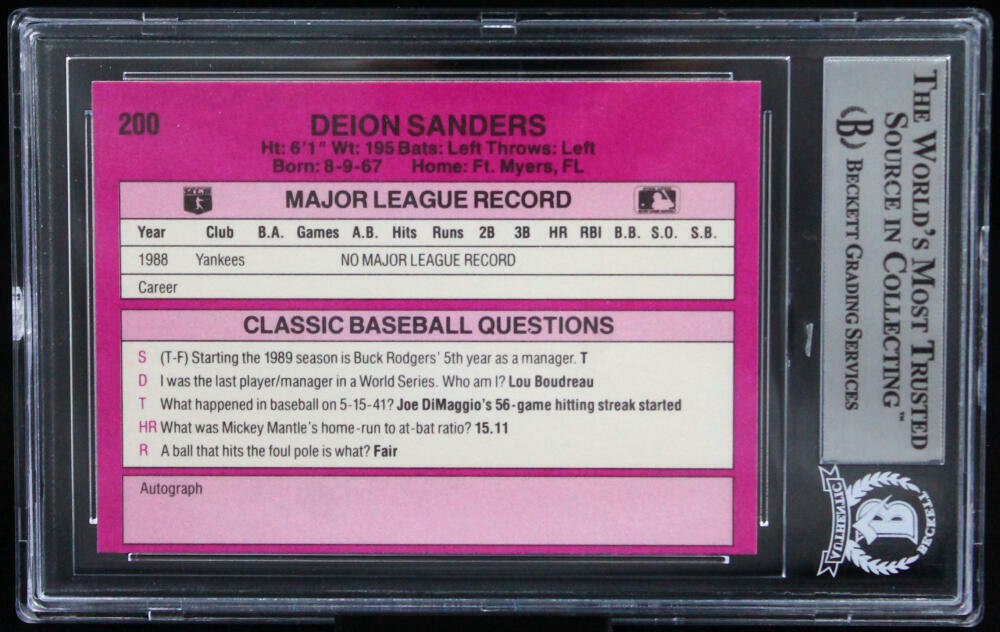 200
DEION SANDERS
Ht: 6'1" Wt: 195 Bats: Left Throws: Left
Born: 8-9-67 Home: Ft. Myers, FL
MAJOR LEAGUE RECORD
Year Club B.A. Games A.B. Hits Runs 2B 3B HR RBI B.B. S.O. S.B.
1988 Yankees NO MAJOR LEAGUE RECORD
Career
CLASSIC BASEBALL QUESTIONS
S (T-F) Starting the 1989 season is Buck Rodgers' 5th year as a manager. T
D I was the last player/manager in a World Series. Who am I? Lou Boudreau
T What happened in baseball on 5-15-41? Joe DiMaggio's 56-game hitting streak started
HR What was Mickey Mantle's home-run to at-bat ratio? 15.11
R A ball that hits the foul pole is what? Fair
Autograph
THE WORLD'S MOST TRUSTED
SOURCE IN COLLECTING™
B BECKETT GRADING SERVICES
AUTHENTIC
B
BECKETT